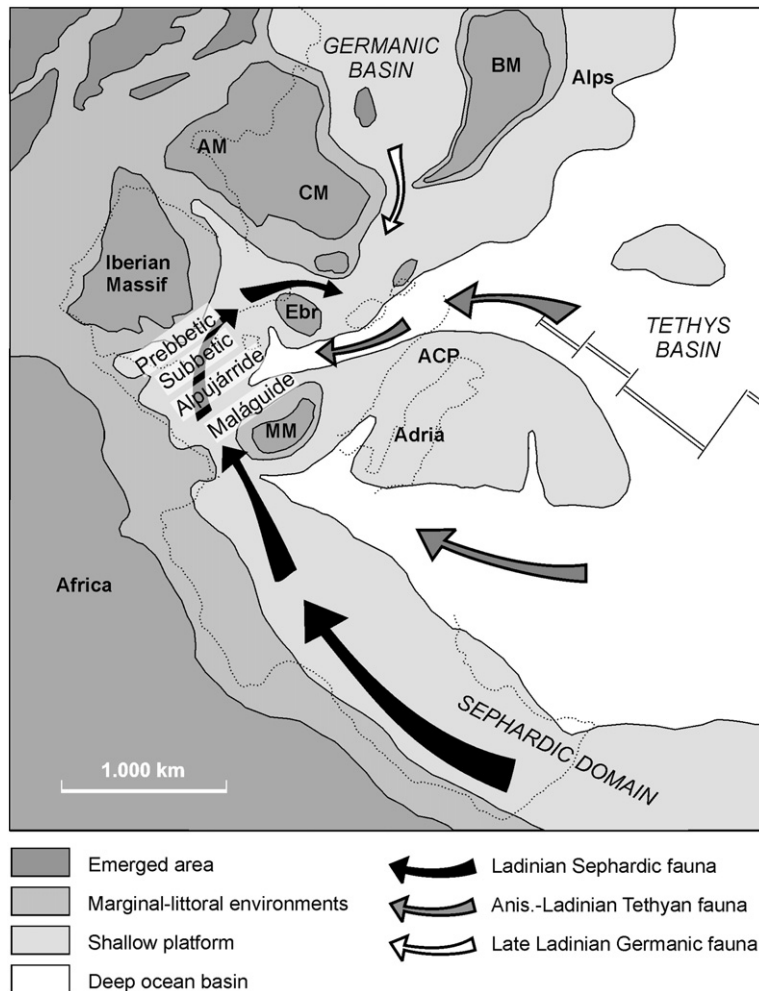 GERMANIC
BASIN
BM
Alps
AM
CM
Iberian
Massif
Ebr
TETHYS
BASIN
Prebbetic
Subbetic
Alpujárride
Maláguide
ACP
MM
Adria
Africa
SEPHARDIC DOMAIN
1.000 km
Emerged area
Marginal-littoral environments
Shallow platform
Deep ocean basin
Ladinian Sephardic fauna
Anis.-Ladinian Tethyan fauna
Late Ladinian Germanic fauna